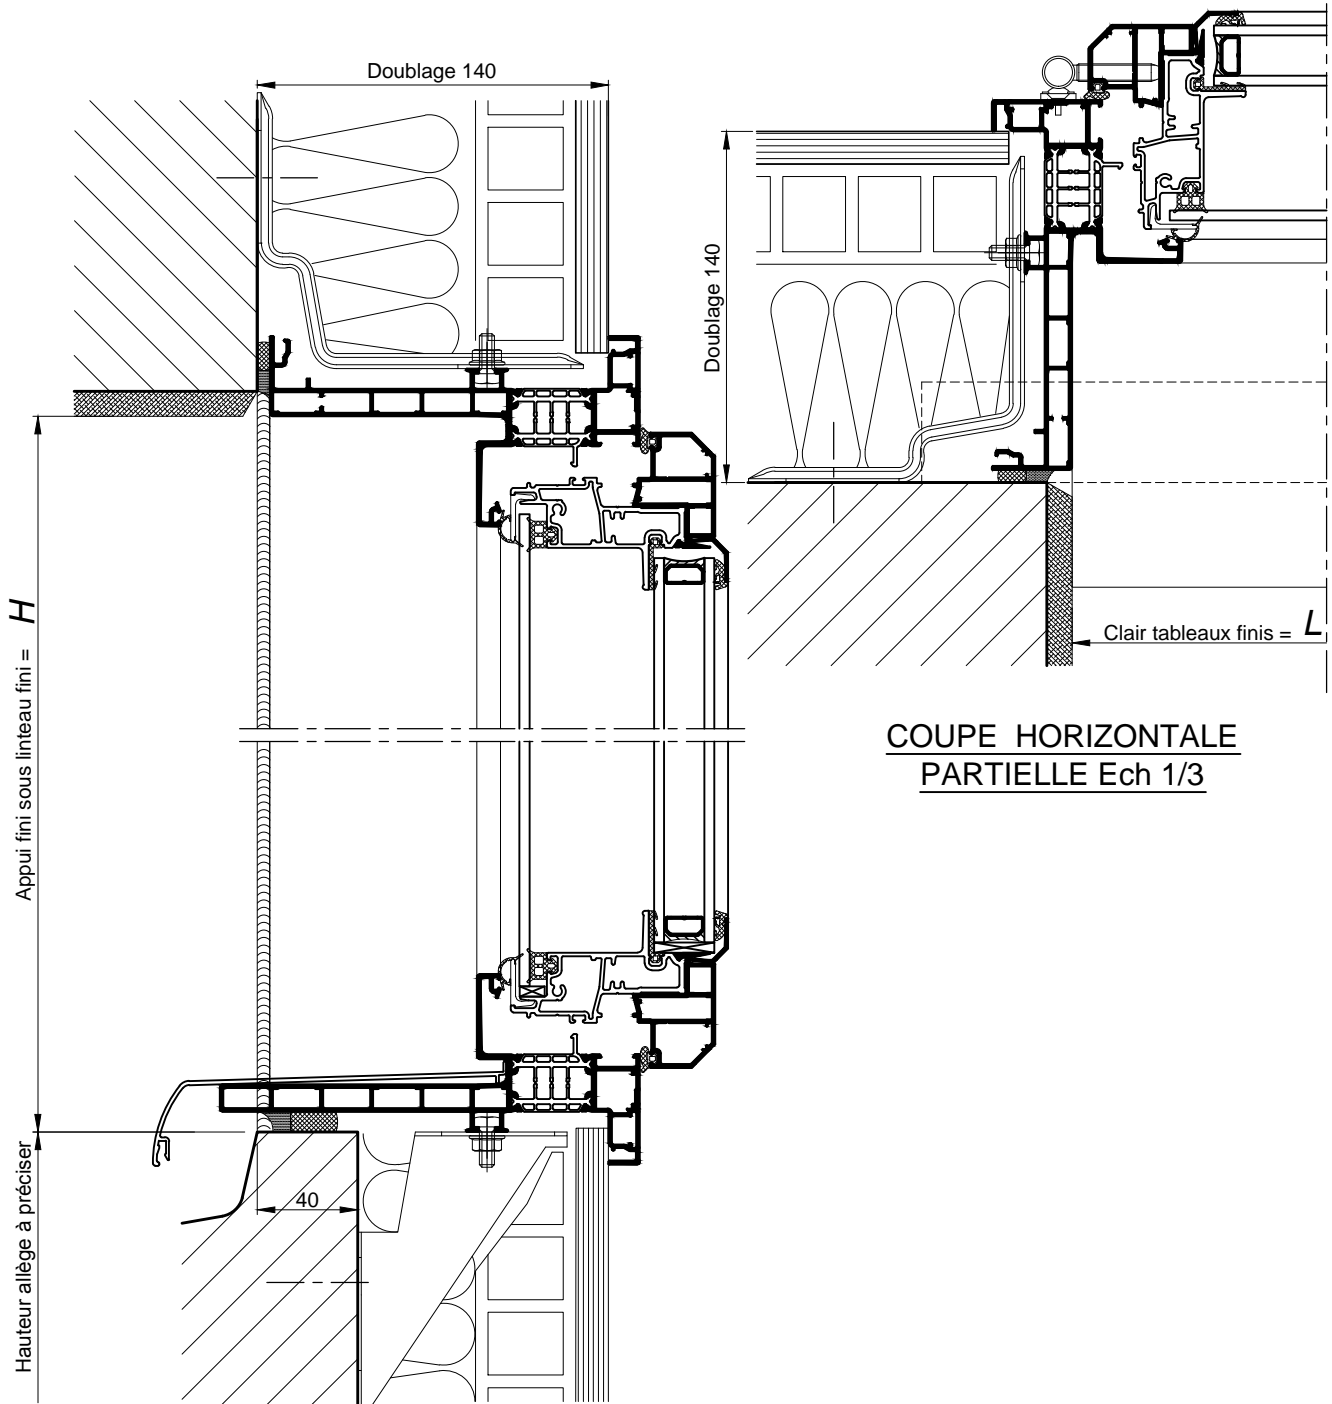 Doublage 140
Doublage 140
Appui fini sous linteau fini = H
Clair tableaux finis = L
COUPE HORIZONTALE
PARTIELLE Ech 1/3
Hauteur allège à préciser
40